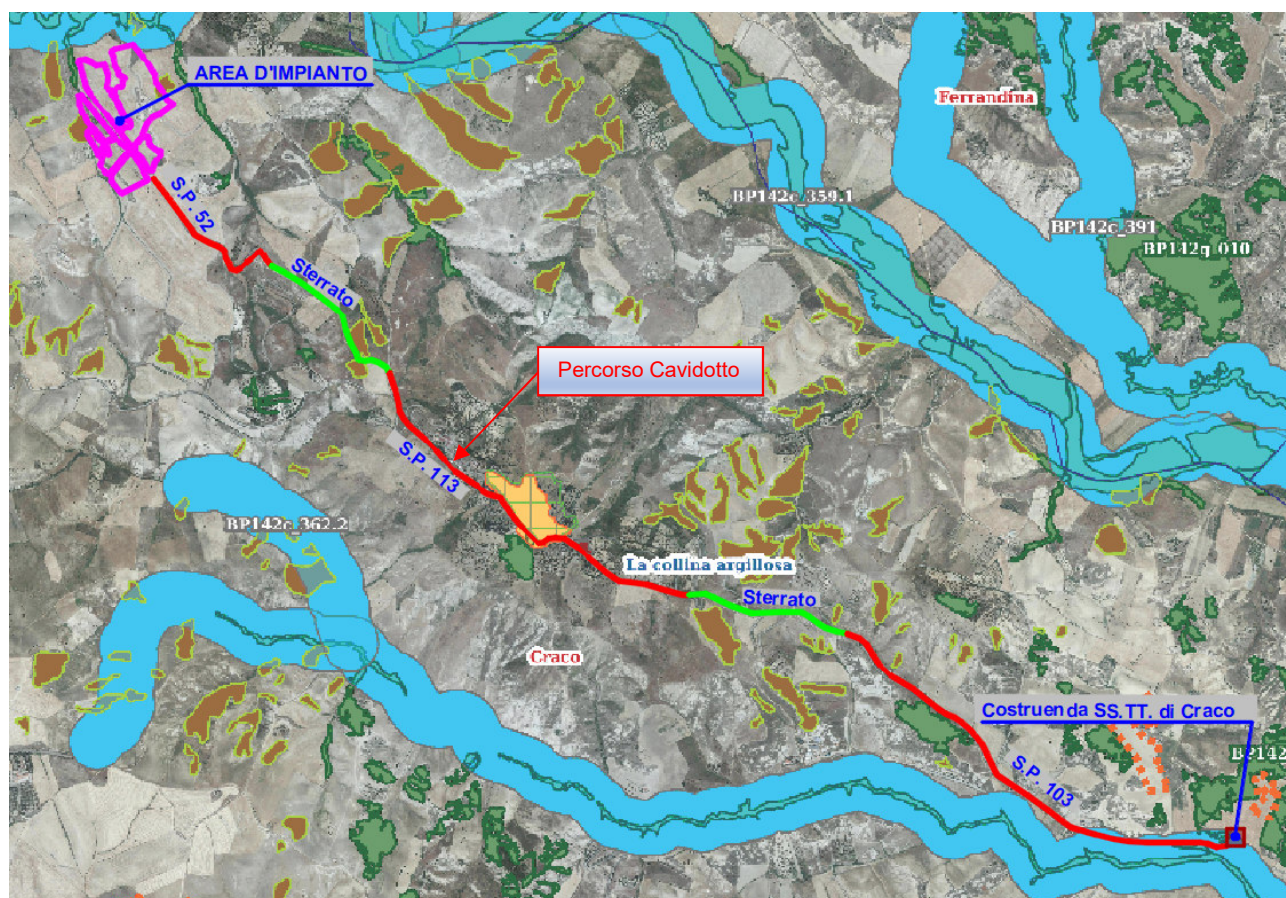 AREA D'IMPIANTO
Ferrandina
S.P. 52
BP142c_359.1
BP142c_391
BP142g_010
Sterrato
Percorso Cavidotto
S.P. 113
BP142c_362.2
La collina argillosa
Sterrato
Craco
Costruenda SS.TT. di Craco
BP142
S.P. 103